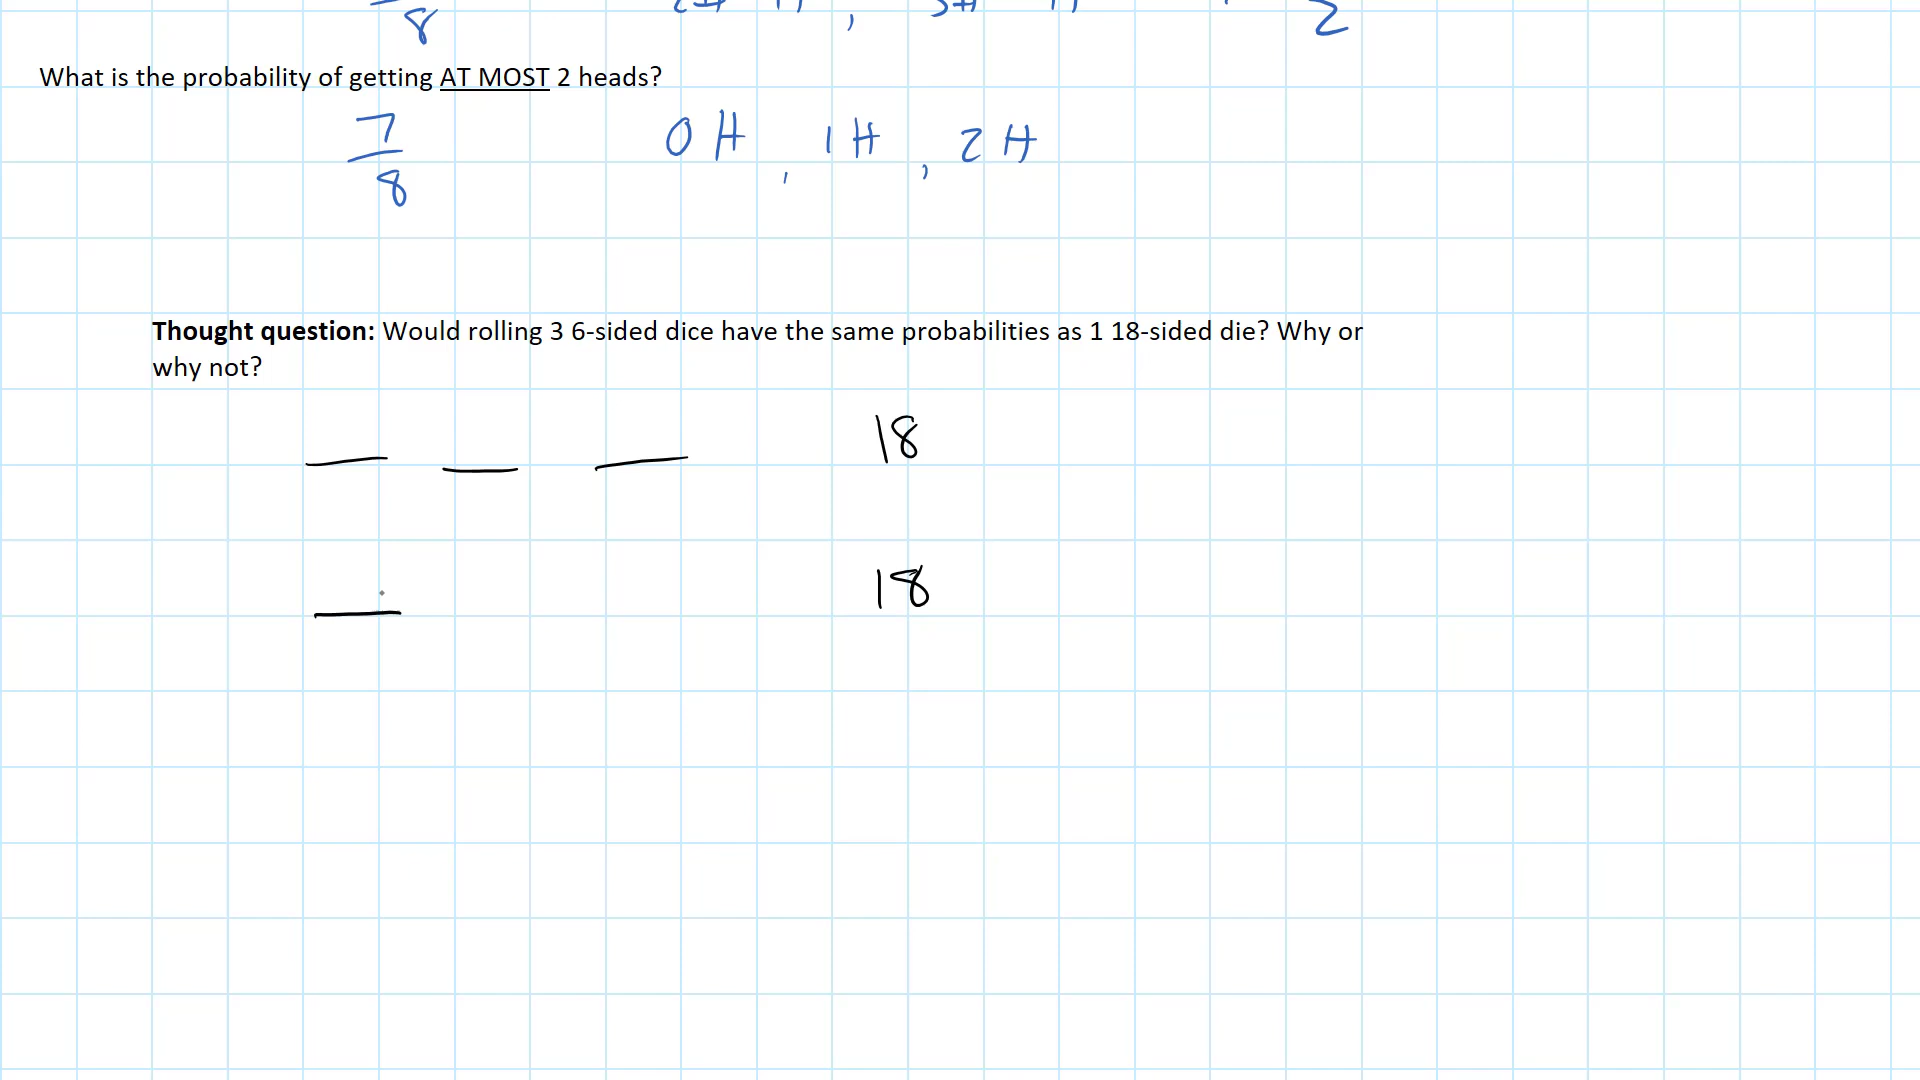 8 2
What is the probability of getting AT MOST 2 heads?
7
8
0H, 1H, 2H
Thought question: Would rolling 3 6-sided dice have the same probabilities as 1 18-sided die? Why or
why not?
18
18